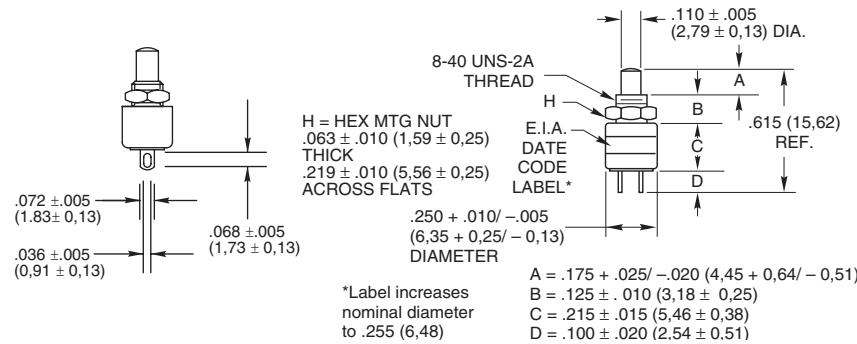 .110 ± .005
(2,79 ± 0,13) DIA.
8-40 UNS-2A
THREAD
A
H
B
H = HEX MTG NUT
.063 ± .010 (1,59 ± 0,25)
THICK
.219 ± .010 (5,56 ± 0,25)
ACROSS FLATS
E.I.A.
DATE
CODE
LABEL*
.615 (15,62)
REF.
C
D
.072 ±.005
(1.83± 0,13)
.068 ±.005
(1,73 ± 0,13)
.036 ±.005
(0,91 ± 0,13)
.250 + .010/ –.005
(6,35 + 0,25/ – 0,13)
DIAMETER
*Label increases
nominal diameter
to .255 (6,48)
A = .175 + .025/ –.020 (4,45 + 0,64/ – 0,51)
B = .125 ± . 010 (3,18 ± 0,25)
C = .215 ± .015 (5,46 ± 0,38)
D = .100 ± .020 (2,54 ± 0,51)